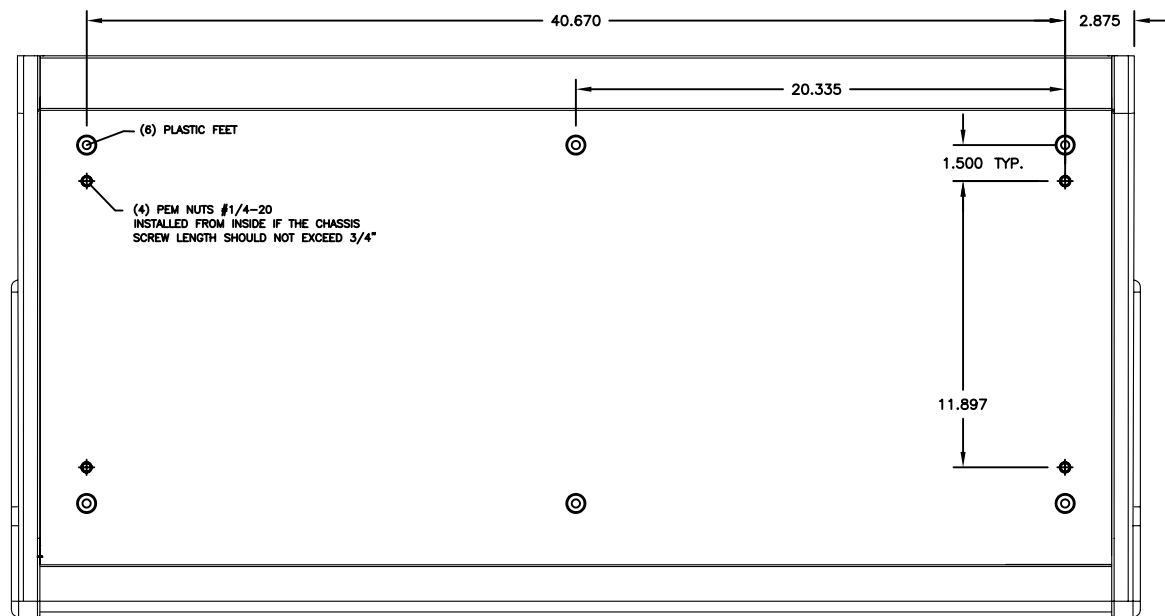 40.670
2.875
20.335
(6) PLASTIC FEET
1.500 TYP.
(4) PEM NUTS #1/4-20
INSTALLED FROM INSIDE IF THE CHASSIS
SCREW LENGTH SHOULD NOT EXCEED 3/4"
11.897